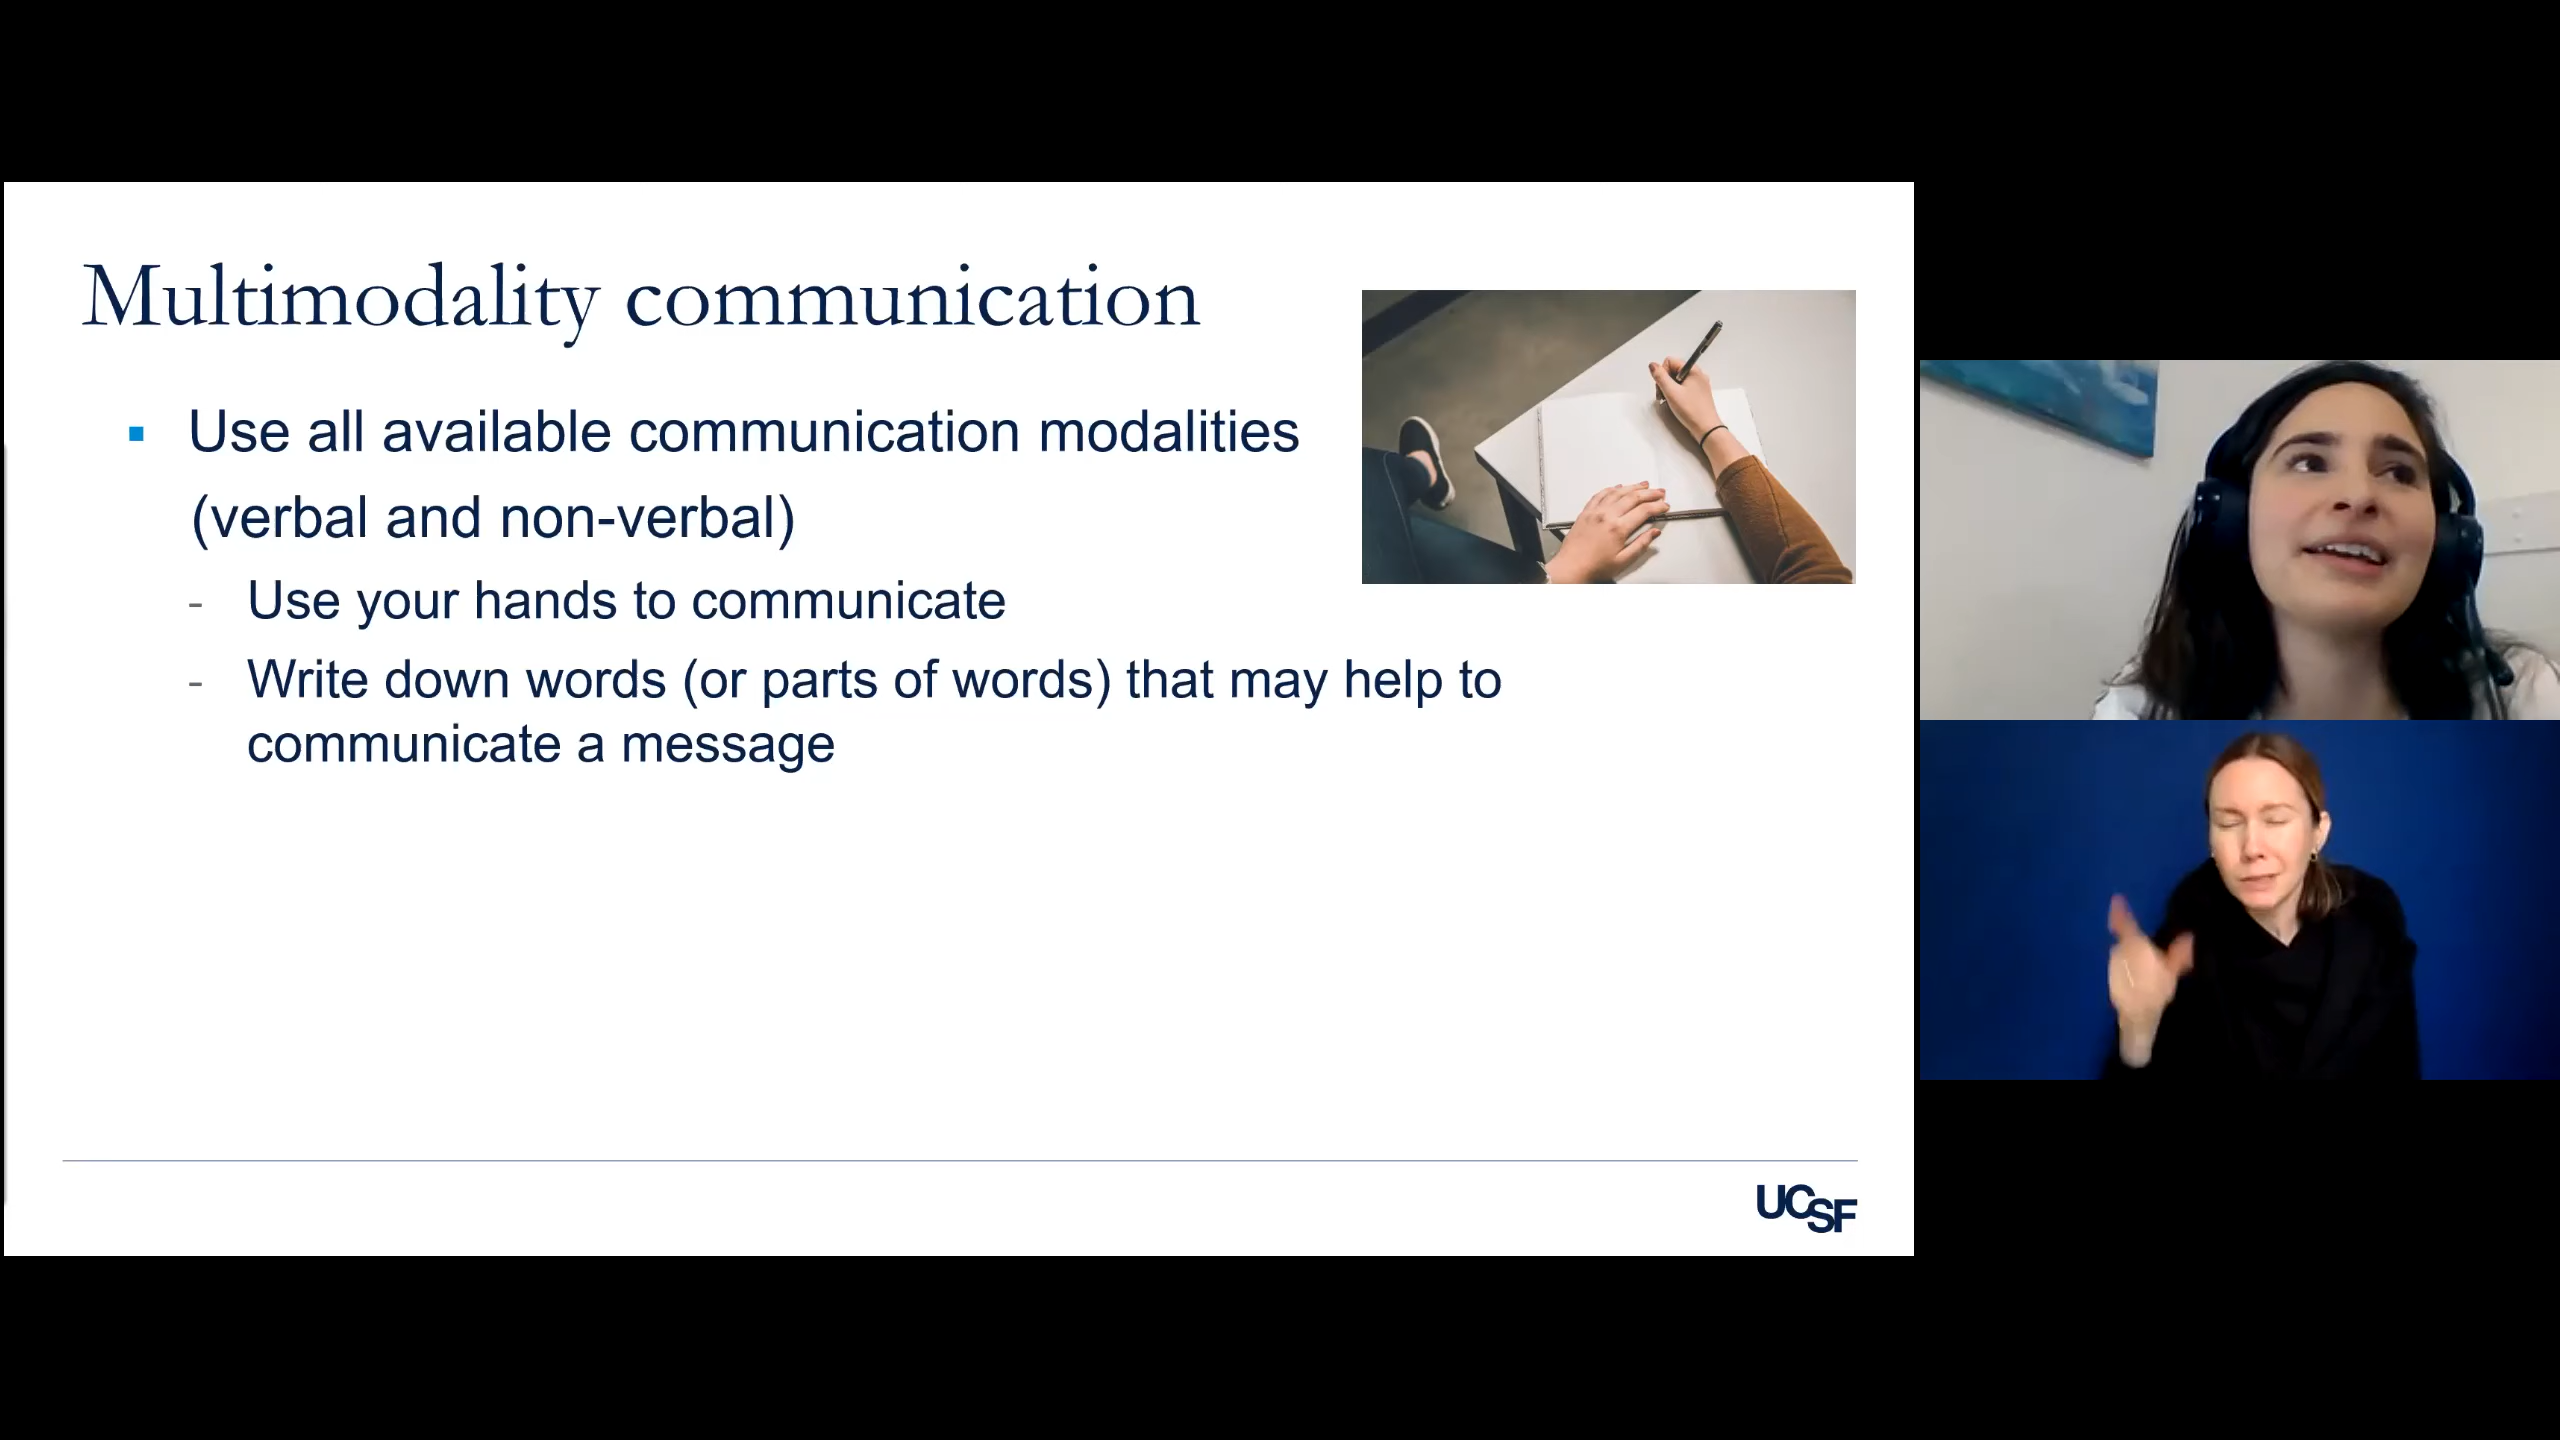 Multimodality communication
Use all available communication modalities
(verbal and non-verbal)
- Use your hands to communicate
- Write down words (or parts of words) that may help to
communicate a message
UCSF